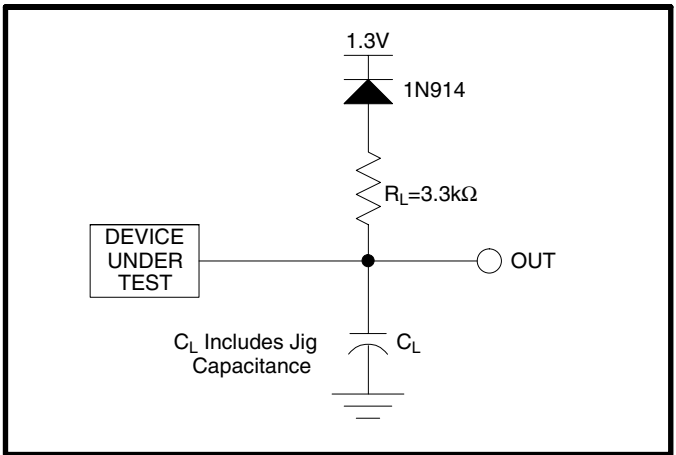 1.3V
1N914
R_L=3.3kΩ
DEVICE
UNDER
TEST
OUT
C_L Includes Jig
Capacitance
C_L